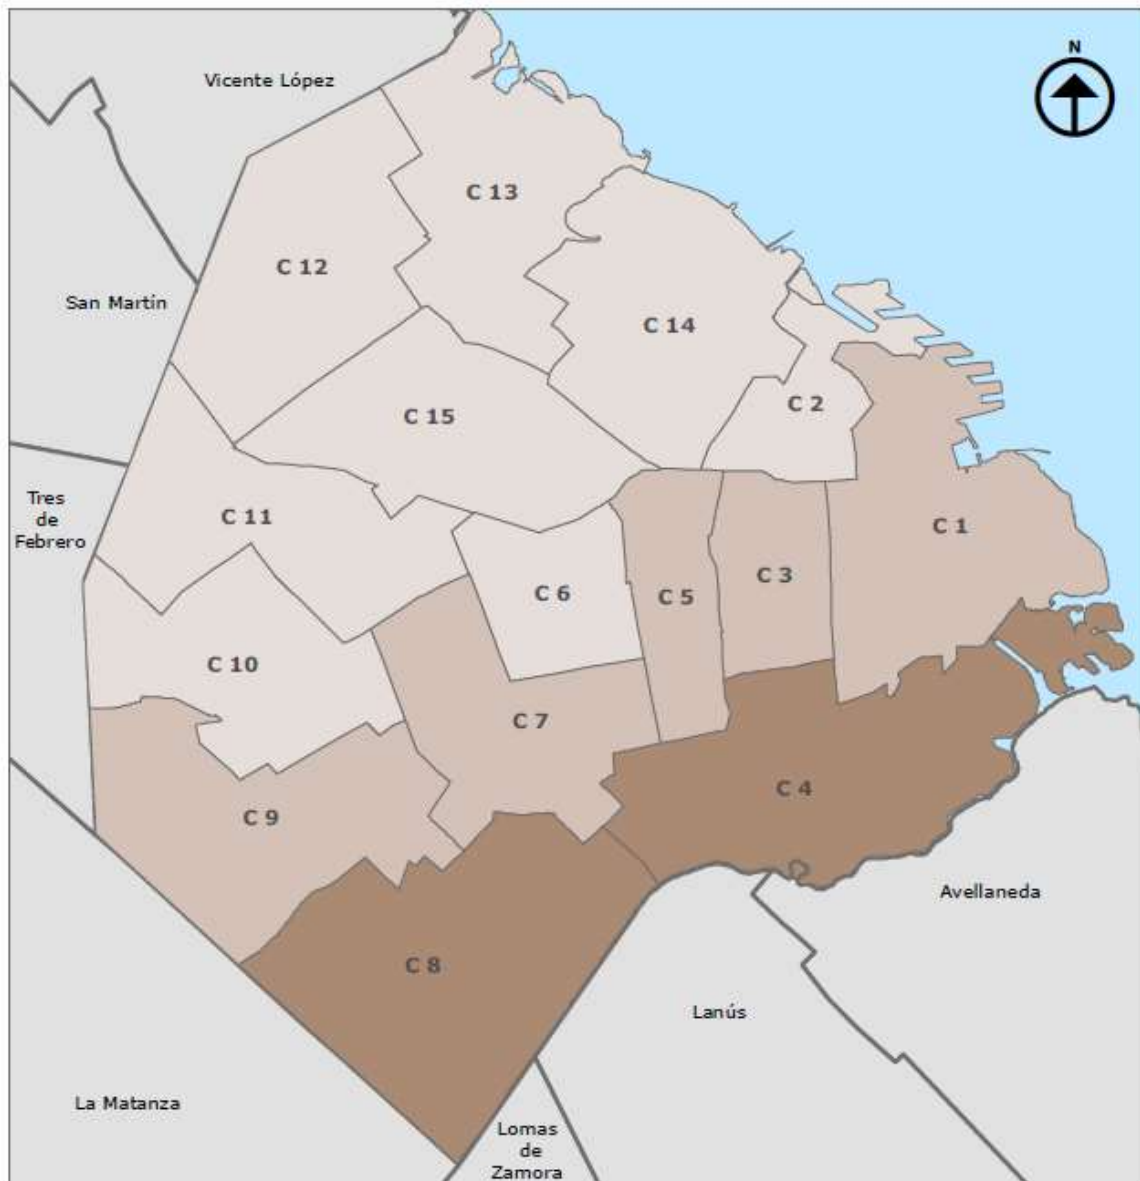 N
Vicente López
C 13
C 12
San Martín
C 14
C 2
C 15
Tres
de
Febrero
C 11
C 1
C 3
C 5
C 6
C 10
C 7
C 4
C 9
Avellaneda
C 8
Lanús
La Matanza
Lomas
de
Zamora